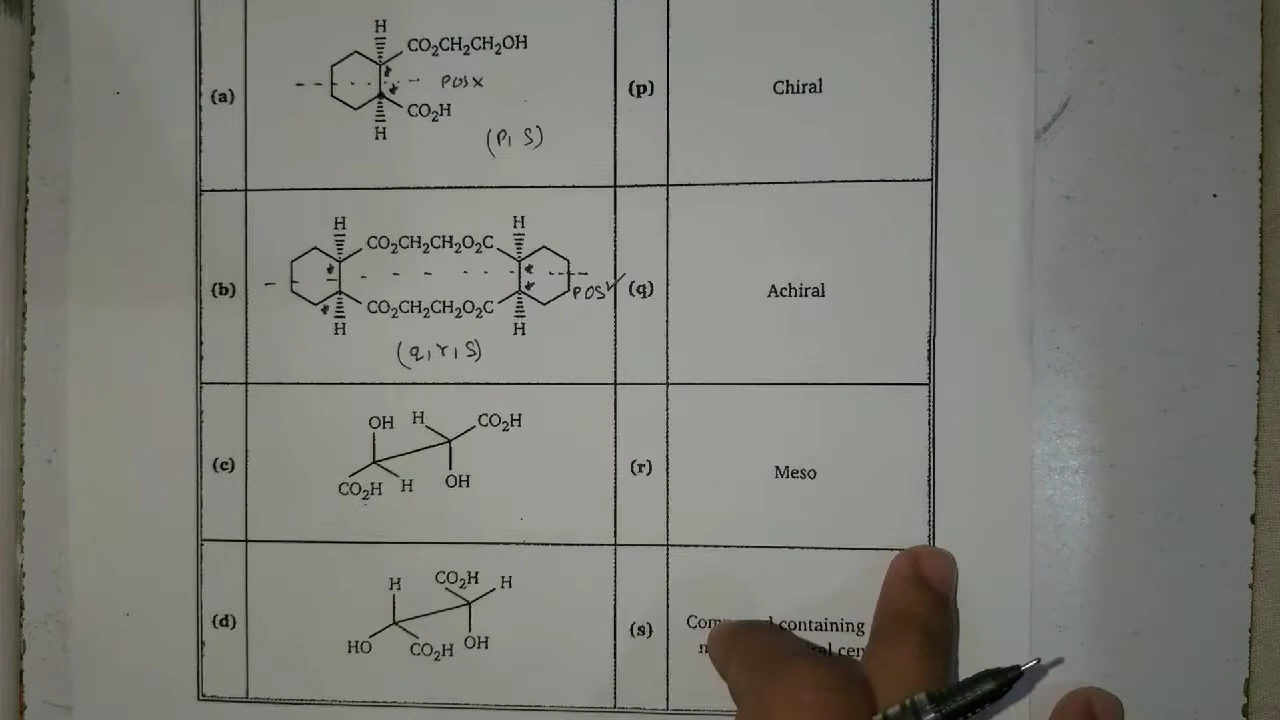 (a)
H
CO₂CH₂CH₂OH
POS x
CO₂H
H
(P, S)
(p)
Chiral
(b)
H H
CO₂CH₂CH₂O₂C
POS✓
CO₂CH₂CH₂O₂C
H H
(q, r, S)
(q)
Achiral
(c)
OH H CO₂H
CO₂H H OH
(r)
Meso
(d)
H CO₂H H
HO CO₂H OH
(s)
containing